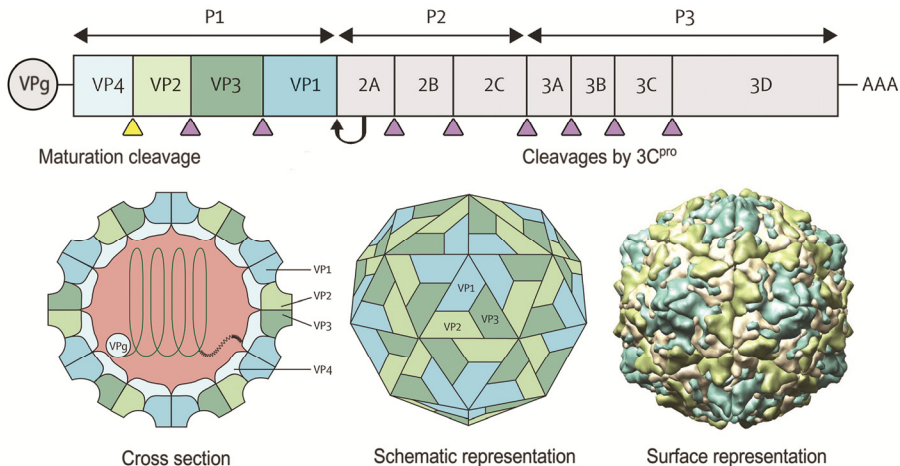 P1 P2 P3
VPg VP4 VP2 VP3 VP1 2A 2B 2C 3A 3B 3C 3D AAA
Maturation cleavage Cleavages by 3Cpro
VP1
VP2
VP3
VPg
VP4
VP1
VP2 VP3
Cross section Schematic representation Surface representation